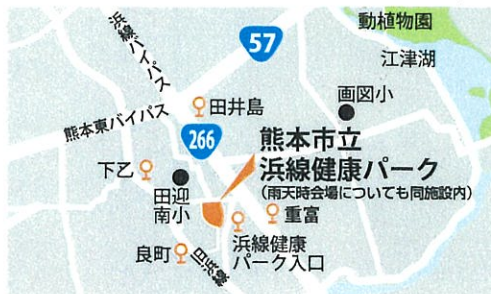 動植物園
江津湖
57
浜線バイパス
画図小
田井島
熊本東バイパス
266
熊本市立
浜線健康パーク
（雨天時会場についても同施設内）
下乙
田迎
南小
重富
浜線健康
パーク入口
良町
旧浜線